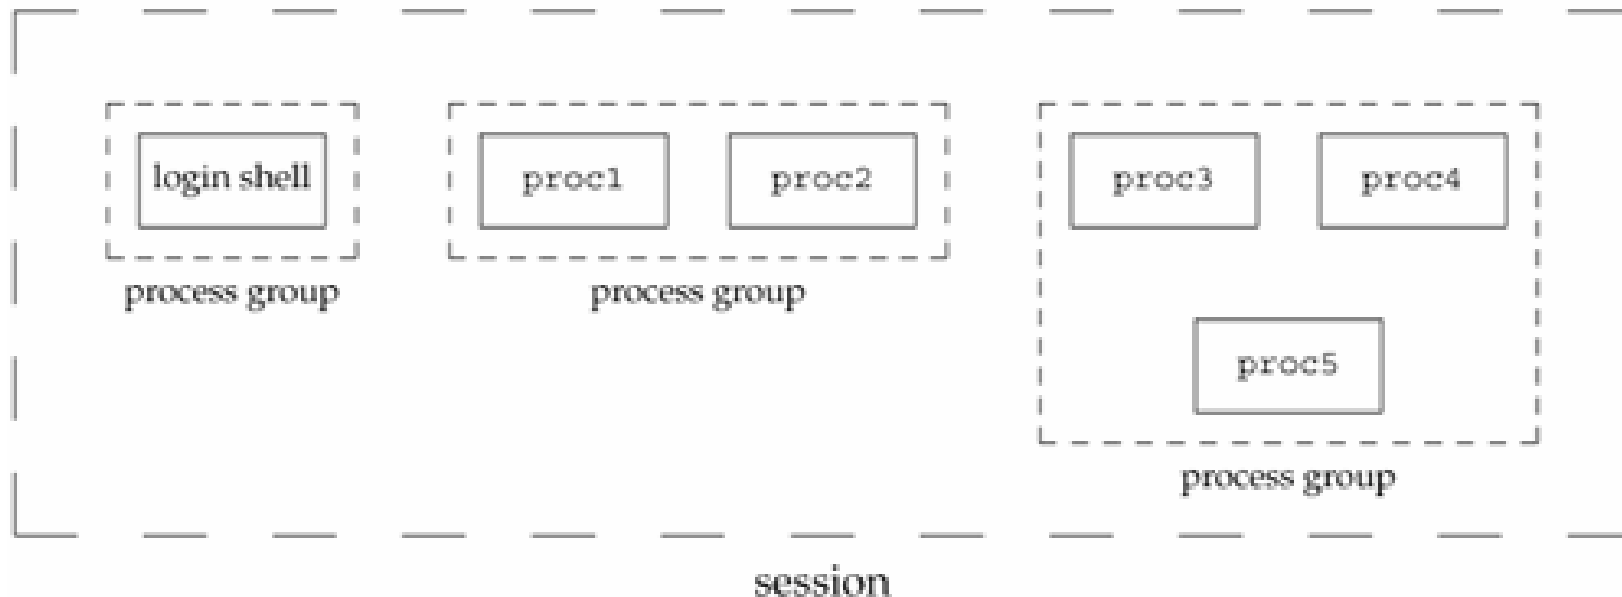 login shell
proc1
proc2
proc3
proc4
process group
process group
proc5
process group
session